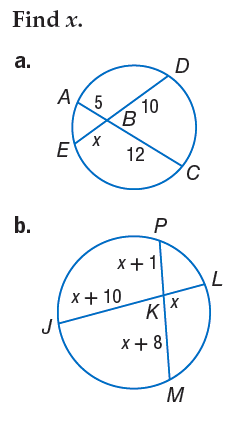 Find x.
a.
D
A 5 10
B
E x 12
C
b.
P
x + 1
L
x + 10
K x
J
x + 8
M